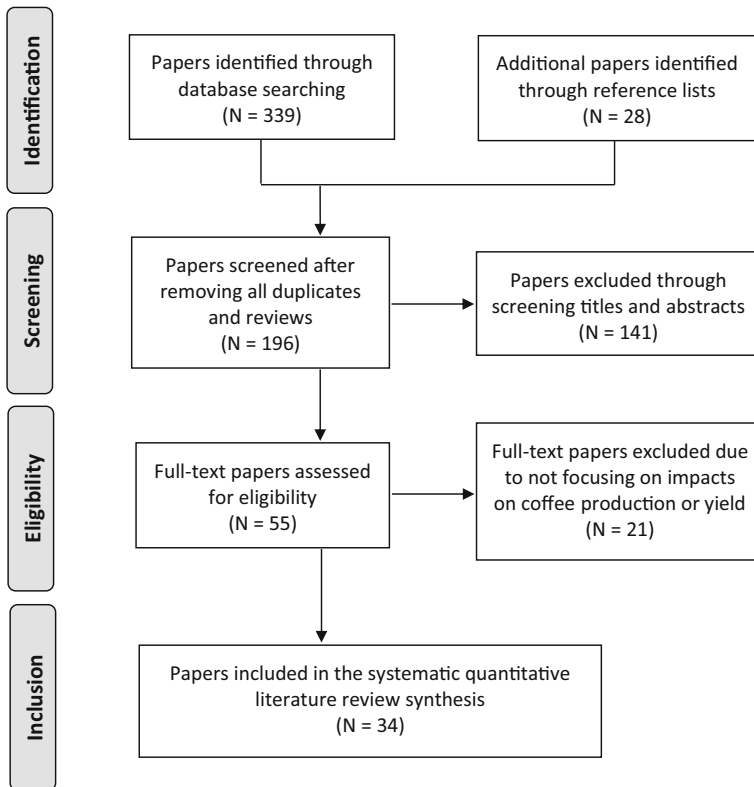 Identification
Papers identified through
database searching
(N = 339)
Additional papers identified
through reference lists
(N = 28)
Screening
Papers screened after
removing all duplicates
and reviews
(N = 196)
Papers excluded through
screening titles and abstracts
(N = 141)
Eligibility
Full-text papers assessed
for eligibility
(N = 55)
Full-text papers excluded due
to not focusing on impacts
on coffee production or yield
(N = 21)
Inclusion
Papers included in the systematic quantitative
literature review synthesis
(N = 34)